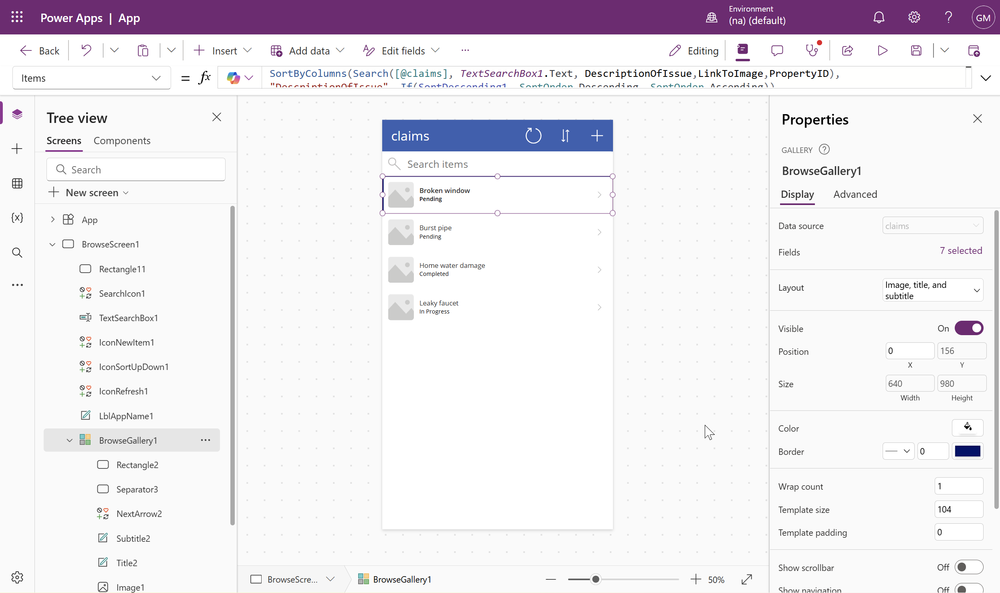 Power Apps | App
Environment
(na) (default)
GM
Back
Insert
Add data
Edit fields
Editing
Items
= fx
SortByColumns(Search([@claims], TextSearchBox1.Text, DescriptionOfIssue,LinkToImage,PropertyID),
"DescriptionOfIssue", If(SortDescending1, SortOrder.Descending, SortOrder.Ascending))
Tree view
Screens Components
Search
New screen
App
BrowseScreen1
Rectangle11
SearchIcon1
TextSearchBox1
IconNewItem1
IconSortUpDown1
IconRefresh1
LblAppName1
BrowseGallery1
Rectangle2
Separator3
NextArrow2
Subtitle2
Title2
Image1
claims
Search items
Broken window
Pending
Burst pipe
Pending
Home water damage
Completed
Leaky faucet
In Progress
BrowseScre...
BrowseGallery1
50%
Properties
GALLERY
BrowseGallery1
Display Advanced
Data source claims
Fields 7 selected
Layout Image, title, and
subtitle
Visible On
Position 0 156
X Y
Size 640 980
Width Height
Color
Border 0
Wrap count 1
Template size 104
Template padding 0
Show scrollbar Off
Show navigation Off